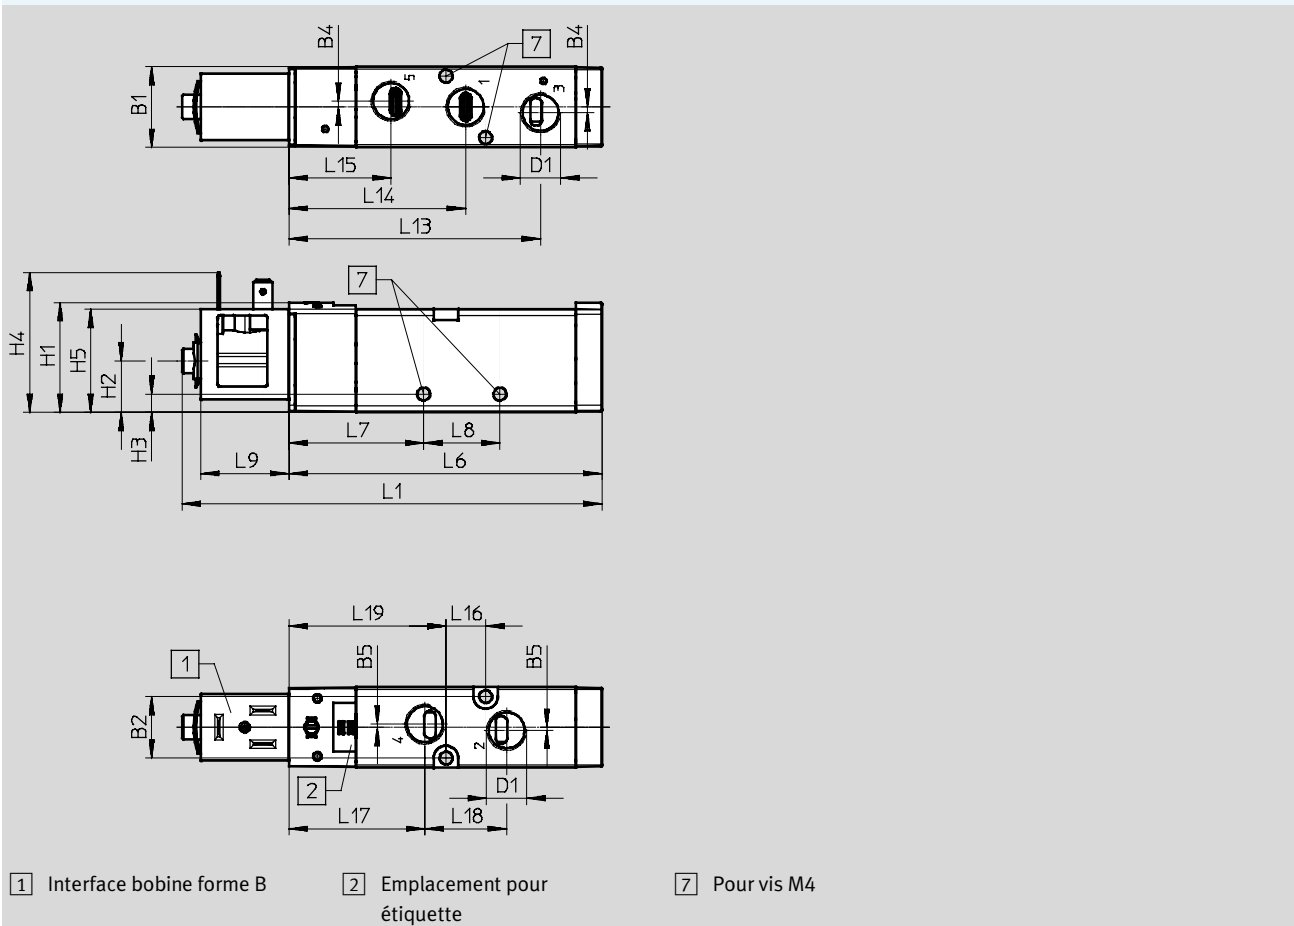 B4
7
B4
B1
5
1
3
L15
D1
L14
L13
7
H4
H1
H5
H2
H3
L7
L8
L9
L6
L1
L19
L16
B5
B5
1
B2
4
2
2
D1
L17
L18
1 Interface bobine forme B
2 Emplacement pour
étiquette
7 Pour vis M4